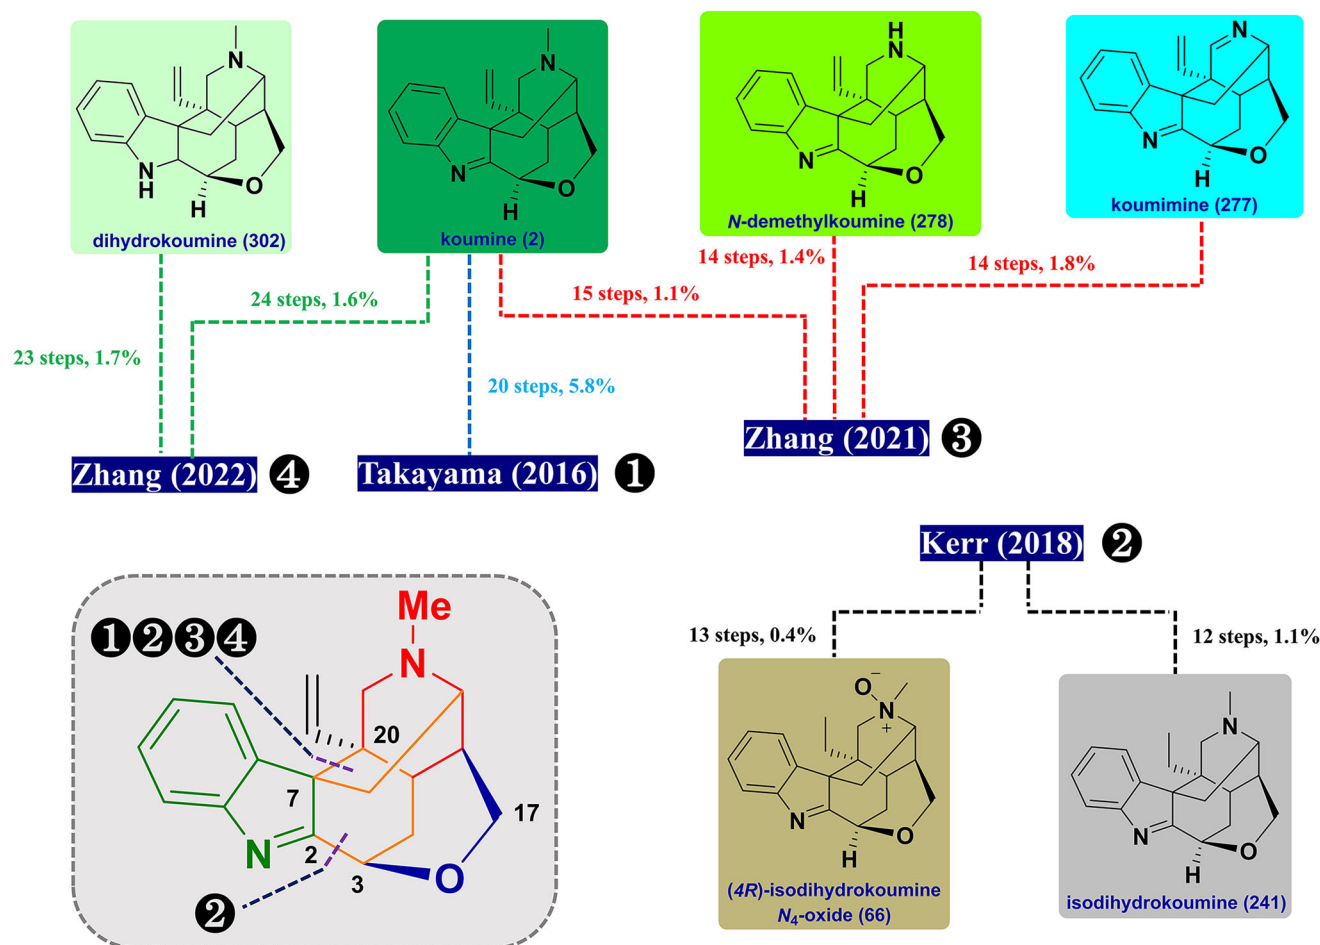 N
H
N
N
N
N
H
O
H
dihydrokoumine (302)
N
O
H
koumine (2)
N
O
H
N-demethylkoumine (278)
N
O
H
koumimine (277)
14 steps, 1.4%
14 steps, 1.8%
24 steps, 1.6%
15 steps, 1.1%
23 steps, 1.7%
20 steps, 5.8%
Zhang (2022) ❹
Takayama (2016) ❶
Zhang (2021) ❸
Kerr (2018) ❷
Me
N
❶❷❸❹
20
7
17
N
2
3
O
❷
13 steps, 0.4%
12 steps, 1.1%
O−
N
+
N
O
H
(4R)-isodihydrokoumine
N4-oxide (66)
N
N
O
H
isodihydrokoumine (241)